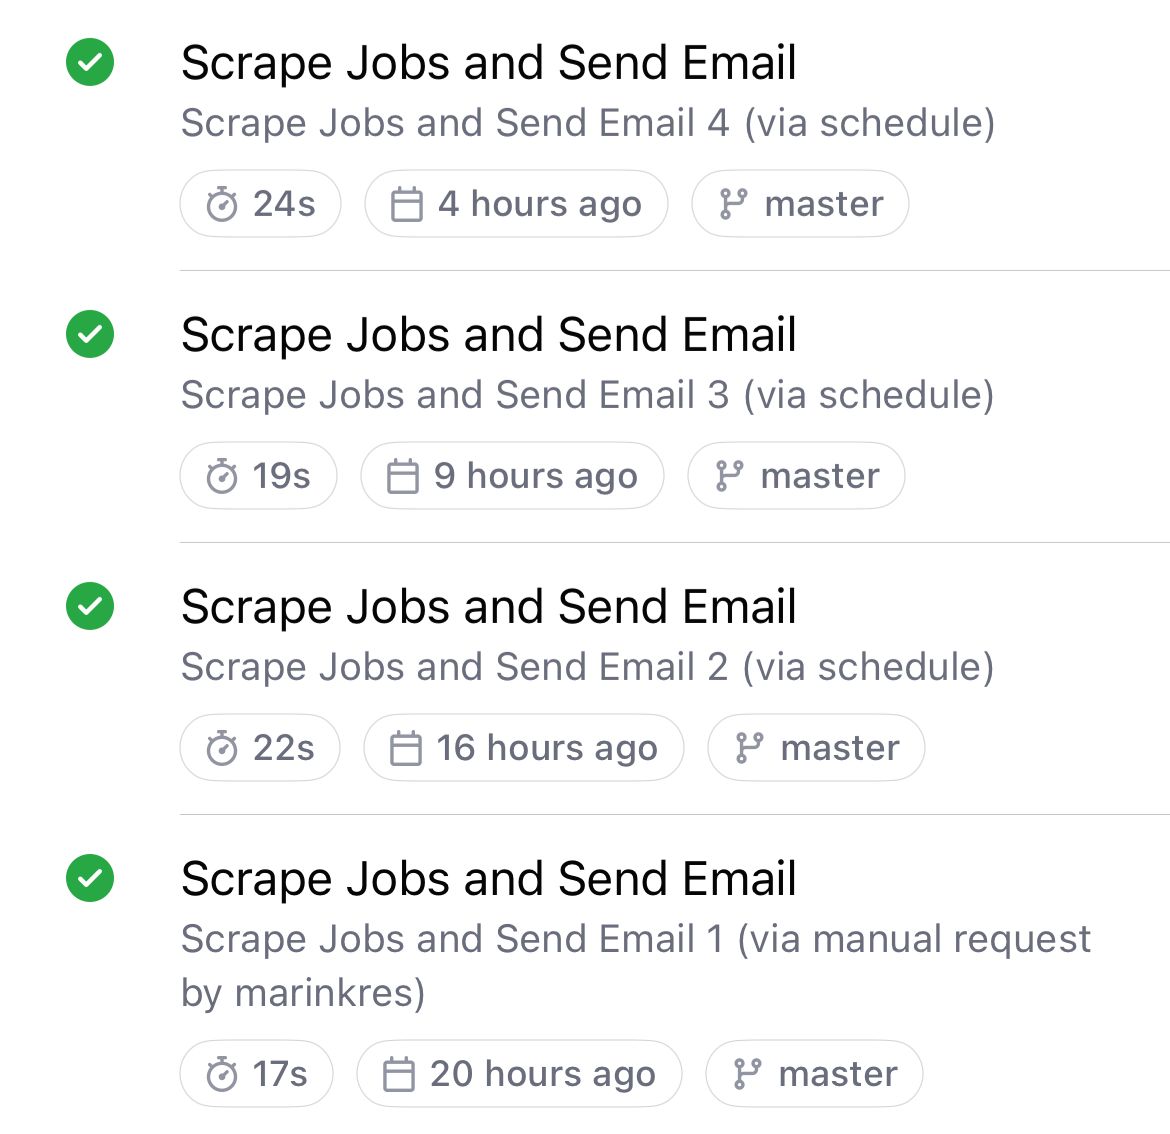 Scrape Jobs and Send Email
Scrape Jobs and Send Email 4 (via schedule)
24s 4 hours ago master
Scrape Jobs and Send Email
Scrape Jobs and Send Email 3 (via schedule)
19s 9 hours ago master
Scrape Jobs and Send Email
Scrape Jobs and Send Email 2 (via schedule)
22s 16 hours ago master
Scrape Jobs and Send Email
Scrape Jobs and Send Email 1 (via manual request
by marinkres)
17s 20 hours ago master